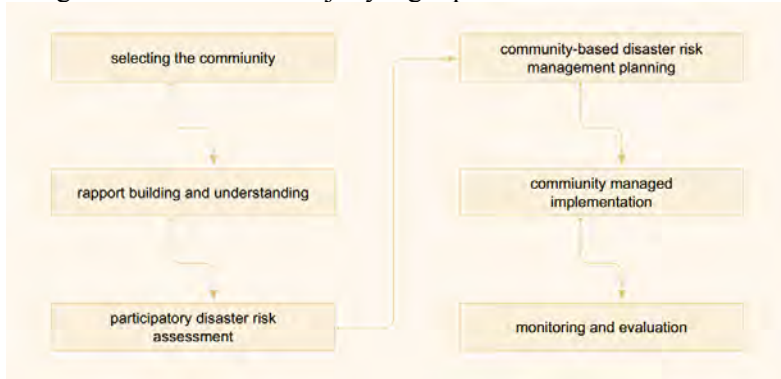 selecting the commiunity
rapport building and understanding
participatory disaster risk
assessment
community-based disaster risk
management planning
commiunity managed
implementation
monitoring and evaluation